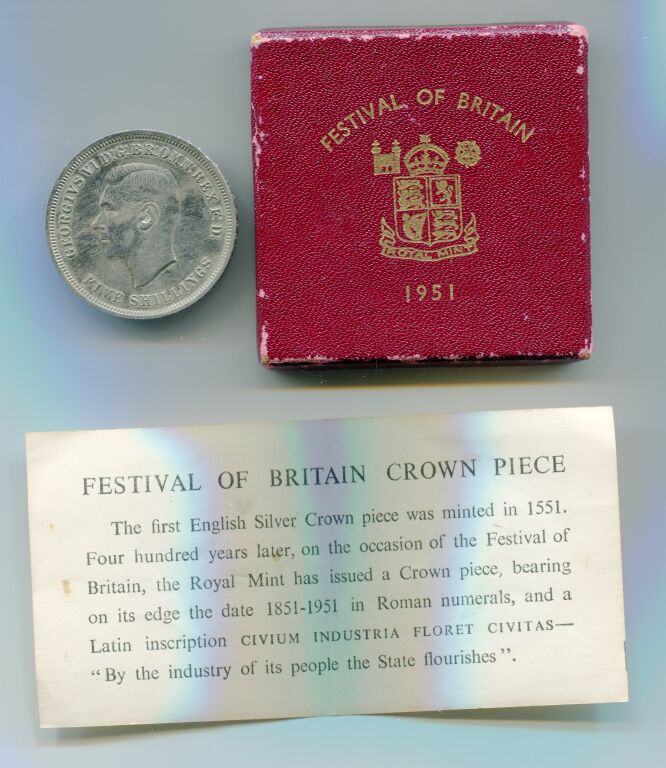 GEORGIVS VI D:G:BR:OMN:REX F:D:
FIVE SHILLINGS
FESTIVAL OF BRITAIN
ROYAL MINT
1951
FESTIVAL OF BRITAIN CROWN PIECE
The first English Silver Crown piece was minted in 1551.
Four hundred years later, on the occasion of the Festival of
Britain, the Royal Mint has issued a Crown piece, bearing
on its edge the date 1851-1951 in Roman numerals, and a
Latin inscription CIVIUM INDUSTRIA FLORET CIVITAS—
"By the industry of its people the State flourishes".